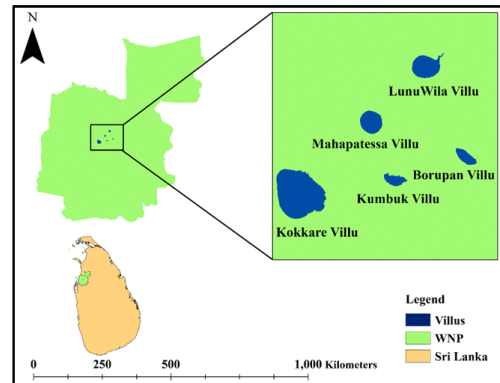 N
LunuWila Villu
Mahapatessa Villu
Borupan Villu
Kumbuk Villu
Kokkare Villu
Legend
Villus
WNP
Sri Lanka
0 250 500 1,000 Kilometers